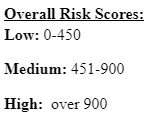 Overall Risk Scores:
Low: 0-450
Medium: 451-900
High:  over 900